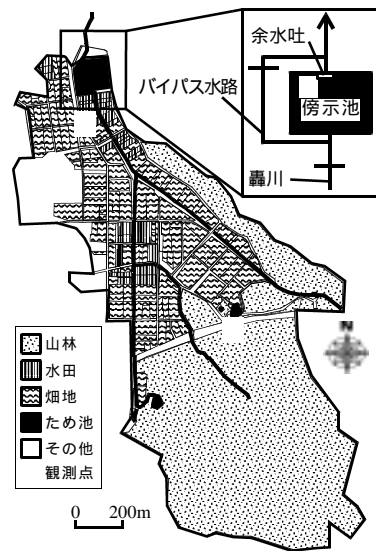 余水吐
バイパス水路
傍示池
轟川
N
山林
水田
畑地
ため池
その他
観測点
0 200m